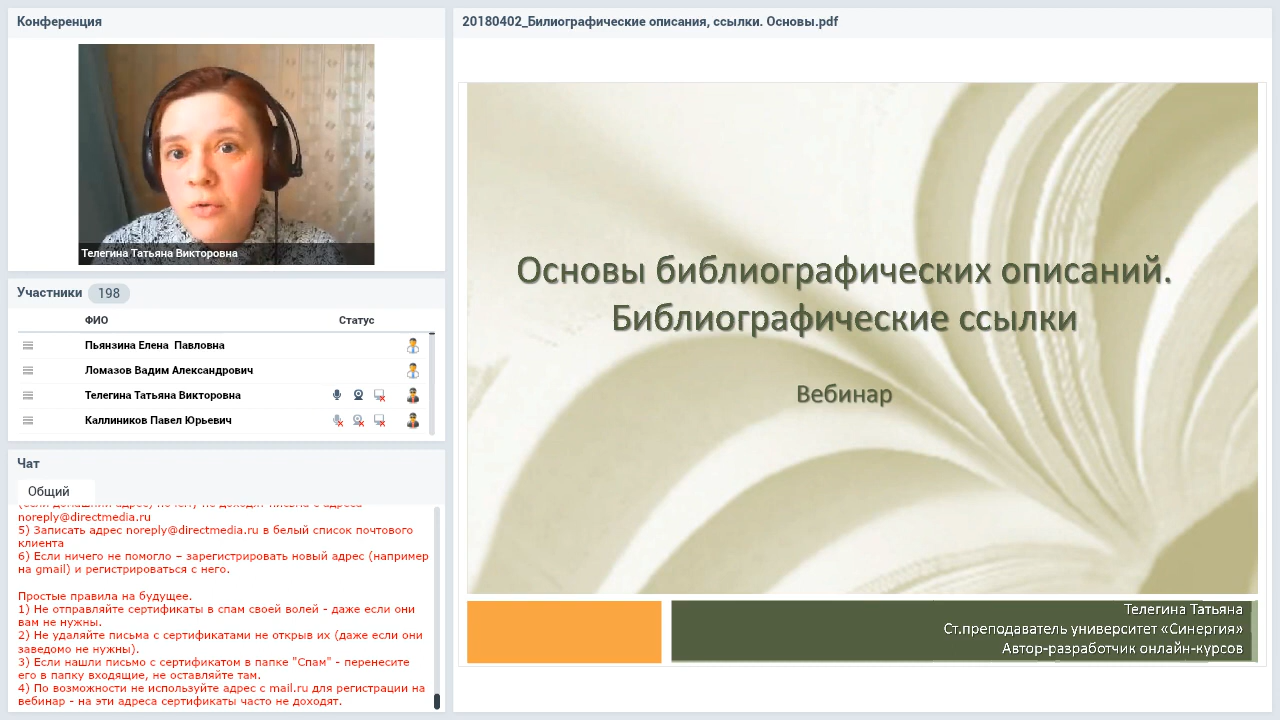 Конференция
Телегина Татьяна Викторовна
Участники 198
ФИО Статус
Пьянзина Елена Павловна
Ломазов Вадим Александрович
Телегина Татьяна Викторовна
Каллиников Павел Юрьевич
Чат
Общий
noreply@directmedia.ru
5) Записать адрес noreply@directmedia.ru в белый список почтового
клиента
6) Если ничего не помогло – зарегистрировать новый адрес (например
на gmail) и регистрироваться с него.
Простые правила на будущее.
1) Не отправляйте сертификаты в спам своей волей - даже если они
вам не нужны.
2) Не удаляйте письма с сертификатами не открыв их (даже если они
заведомо не нужны).
3) Если нашли письмо с сертификатом в папке "Спам" - перенесите
его в папку входящие, не оставляйте там.
4) По возможности не используйте адрес с mail.ru для регистрации на
вебинар - на эти адреса сертификаты часто не доходят.
20180402_Билиографические описания, ссылки. Основы.pdf
Основы библиографических описаний.
Библиографические ссылки
Вебинар
Телегина Татьяна
Ст.преподаватель университет «Синергия»
Автор-разработчик онлайн-курсов